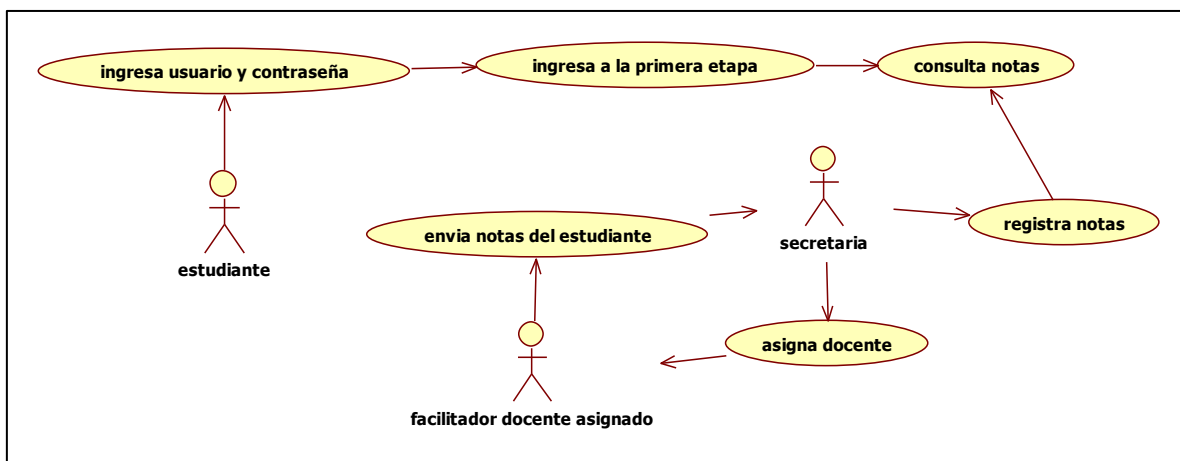 ingresa usuario y contraseña
ingresa a la primera etapa
consulta notas
estudiante
envia notas del estudiante
secretaria
registra notas
asigna docente
facilitador docente asignado